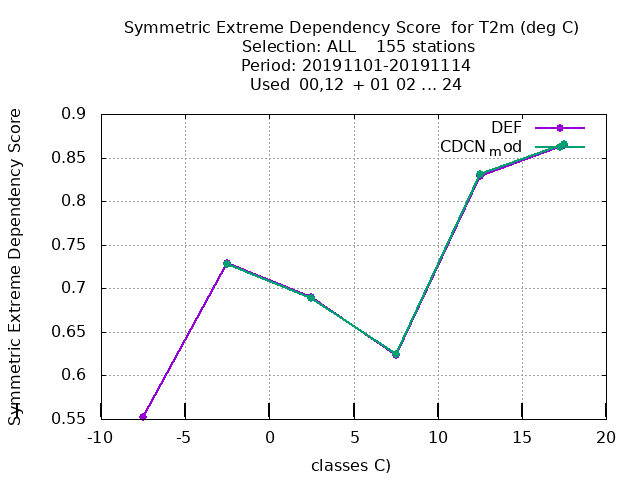 Symmetric Extreme Dependency Score for T2m (deg C)
Selection: ALL 155 stations
Period: 20191101-20191114
Used 00,12 + 01 02 ... 24
Symmetric Extreme Dependency Score
0.9
0.85
0.8
0.75
0.7
0.65
0.6
0.55
DEF
CDCNmod
-10
-5
0
5
10
15
20
classes C)